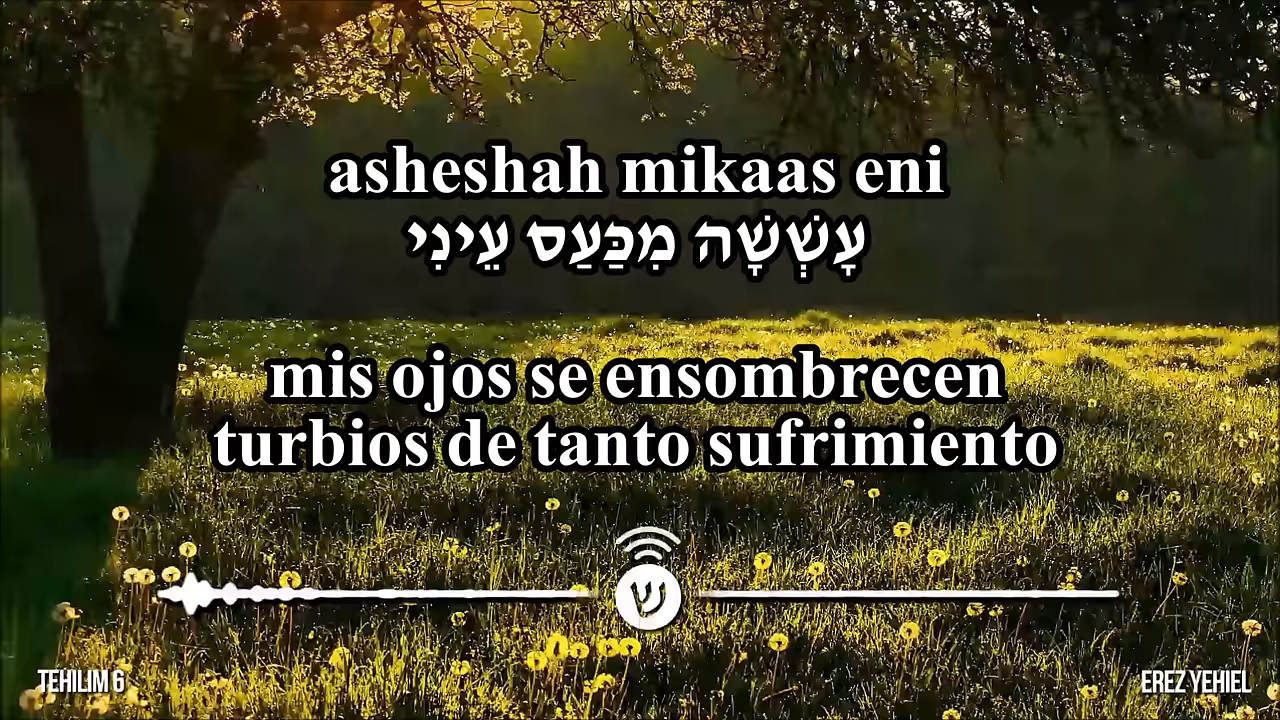 asheshah mikaas eni
עָשְׁשָׁה מִכַּעַס עֵינִי
mis ojos se ensombrecen
turbios de tanto sufrimiento
ש
TEHILIM 6
EREZ YEHIEL